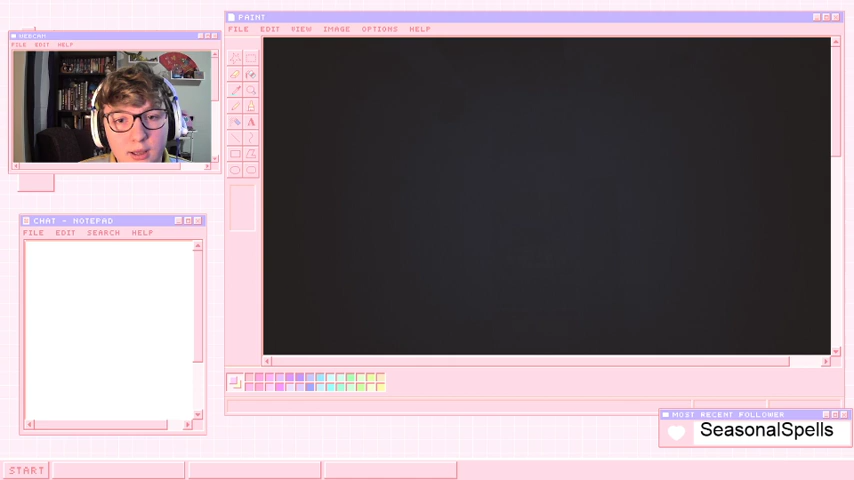 PAINT
FILE EDIT VIEW IMAGE OPTIONS HELP
WEBCAM
FILE EDIT HELP
A
CHAT - NOTEPAD
FILE EDIT SEARCH HELP
MOST RECENT FOLLOWER
SeasonalSpells
START